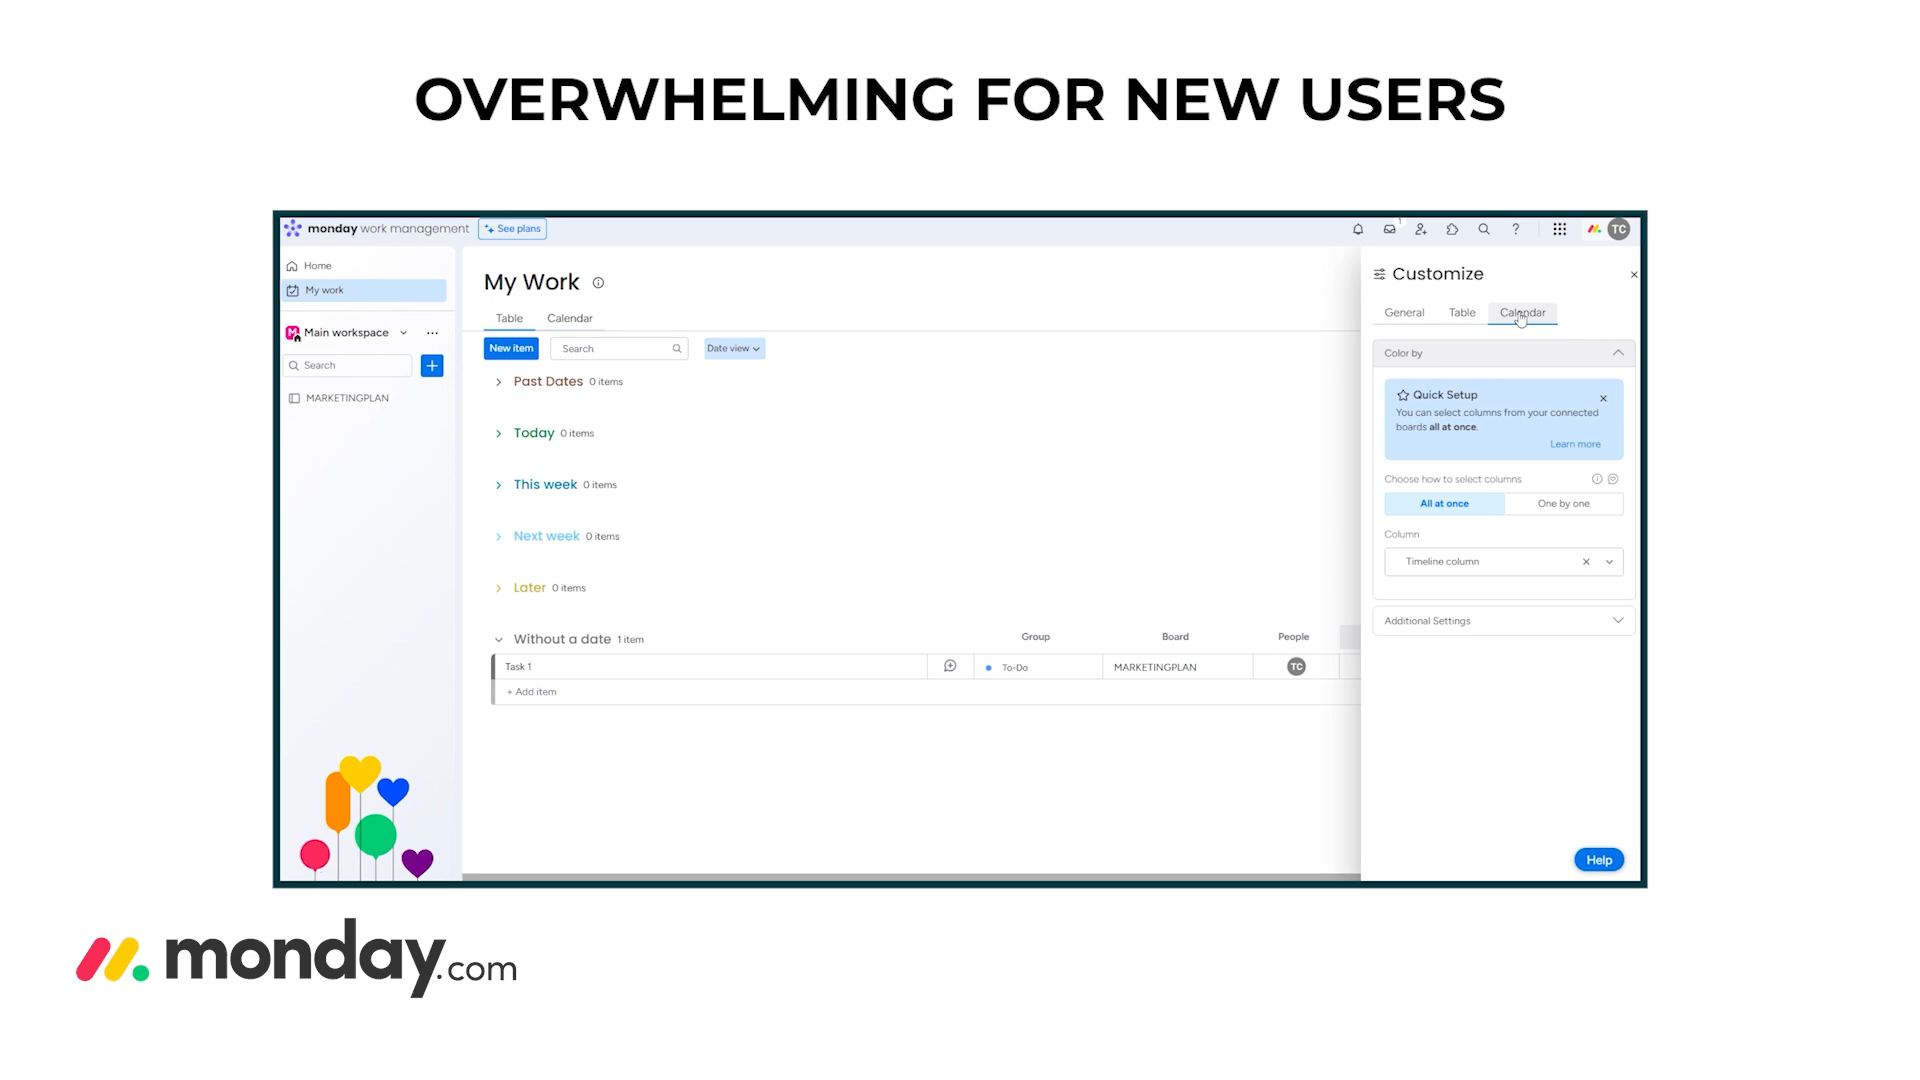 OVERWHELMING FOR NEW USERS
monday work management
See plans
1
TC
Home
My work
M
Main workspace
Search
MARKETINGPLAN
My Work
Table
Calendar
New item
Search
Date view
Past Dates 0 items
Today 0 items
This week 0 items
Next week 0 items
Later 0 items
Without a date 1 item
Group
Board
People
Task 1
To-Do
MARKETINGPLAN
TC
+ Add item
Customize
General
Table
Calendar
Color by
Quick Setup
You can select columns from your connected
boards all at once.
Learn more
Choose how to select columns
All at once
One by one
Column
Timeline column
Additional Settings
Help
monday.com